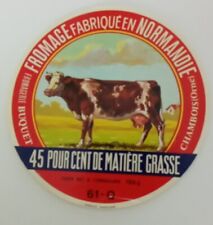 FROMAGE FABRIQUÉ EN NORMANDIE
FROMAGERIE BUQUET
CHAMBOIS (Orne)
45 POUR CENT DE MATIÈRE GRASSE
61-